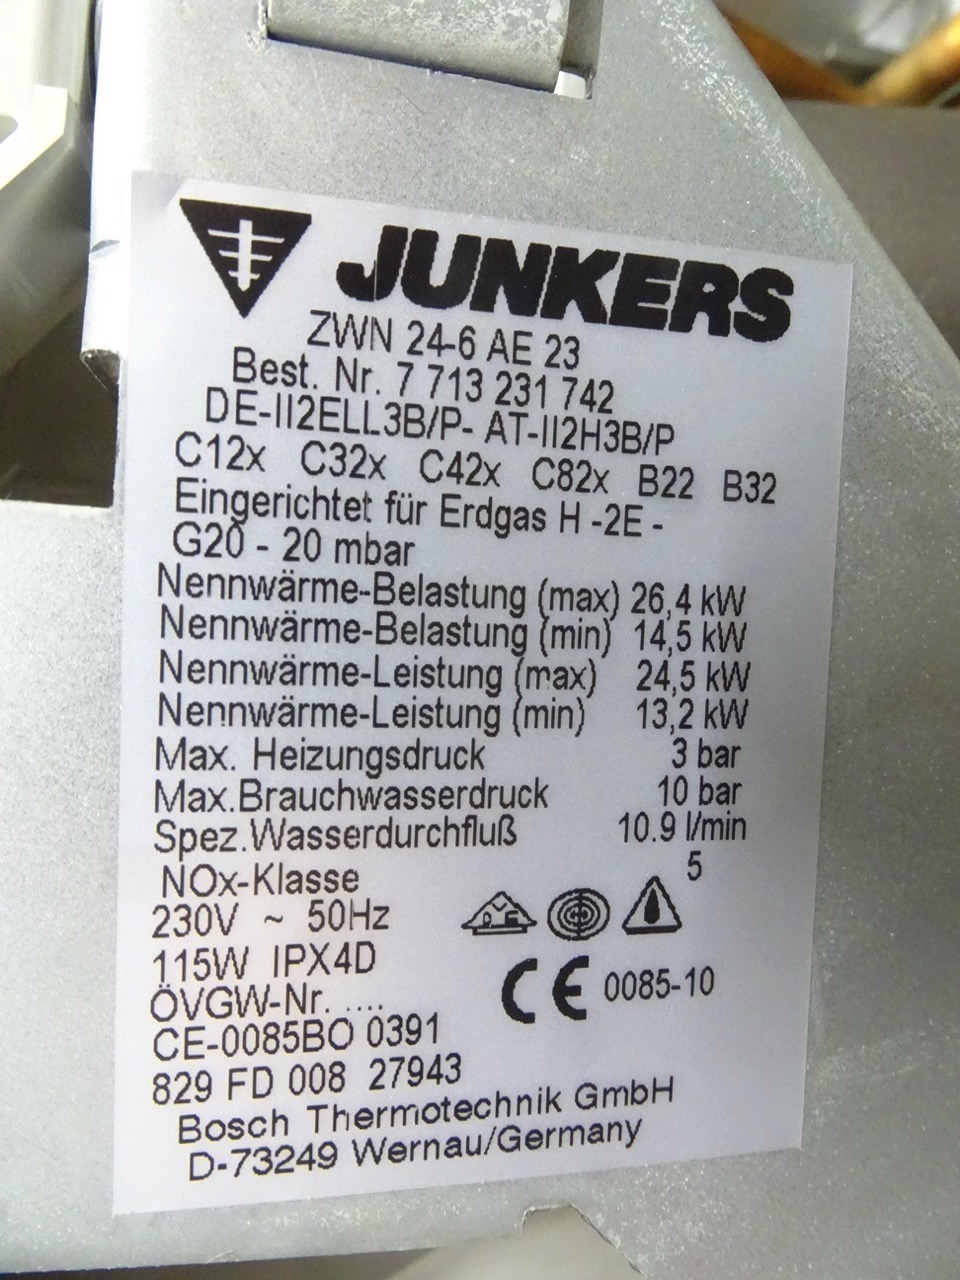 JUNKERS
ZWN 24-6 AE 23
Best. Nr. 7 713 231 742
DE-II2ELL3B/P- AT-II2H3B/P
C12x C32x C42x C82x B22 B32
Eingerichtet für Erdgas H -2E -
G20 - 20 mbar
Nennwärme-Belastung (max) 26,4 kW
Nennwärme-Belastung (min) 14,5 kW
Nennwärme-Leistung (max) 24,5 kW
Nennwärme-Leistung (min) 13,2 kW
Max. Heizungsdruck 3 bar
Max.Brauchwasserdruck 10 bar
Spez.Wasserdurchfluß 10.9 l/min
NOx-Klasse 5
230V ~ 50Hz
115W IPX4D
ÖVGW-Nr. ....
CE 0085-10
CE-0085BO 0391
829 FD 008 27943
Bosch Thermotechnik GmbH
D-73249 Wernau/Germany